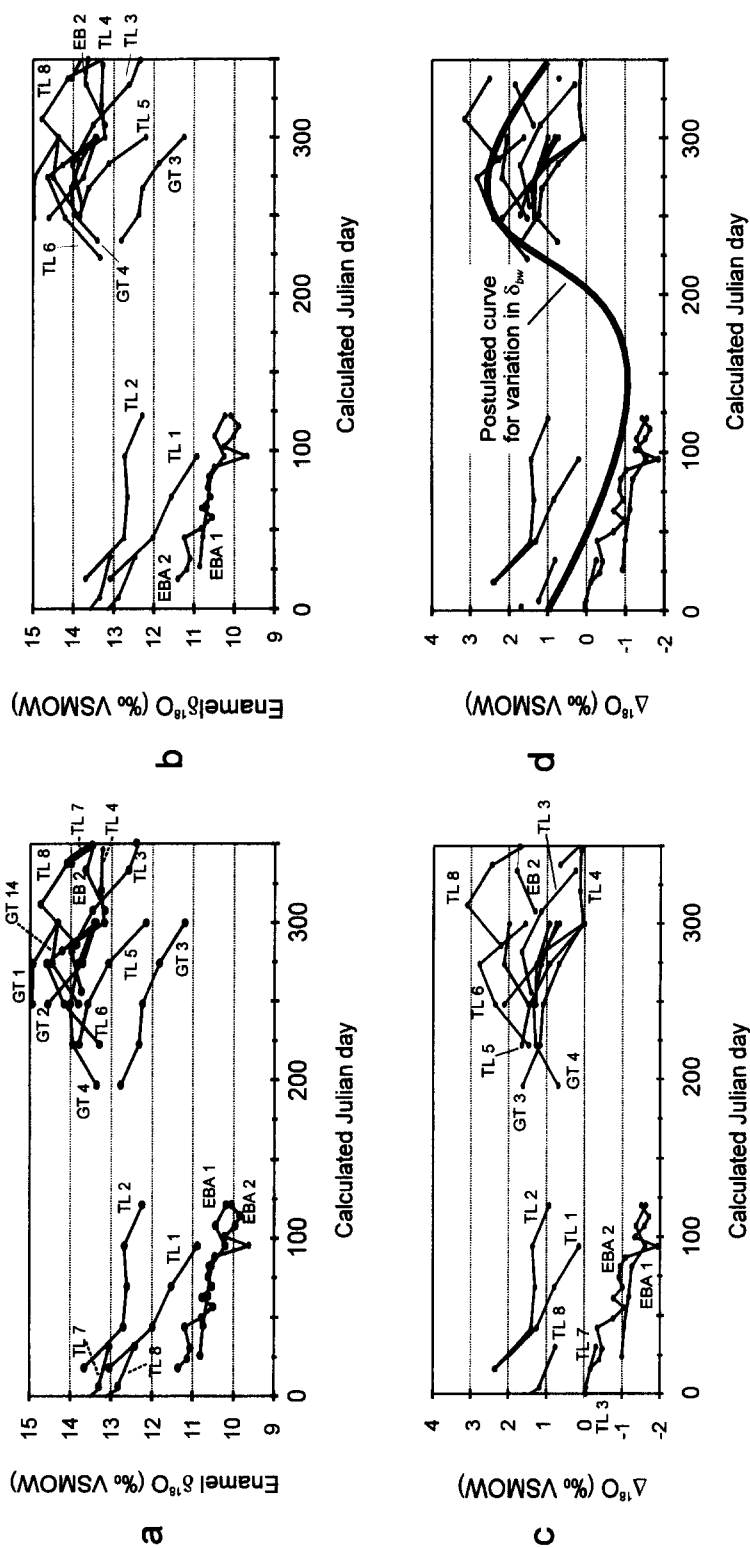 a
Enamel δ¹⁸O (‰ VSMOW)
15
14
13
12
11
10
9
0
100
200
300
Calculated Julian day
GT 1
GT 14
GT 2
GT 4
TL 6
TL 8
TL 7
EB 2
TL 4
TL 3
TL 5
GT 3
TL 7
TL 8
TL 2
TL 1
EBA 1
EBA 2
b
Enamelδ¹⁸O (‰ VSMOW)
15
14
13
12
11
10
9
0
100
200
300
Calculated Julian day
TL 8
EB 2
TL 4
TL 3
TL 5
GT 3
TL 6
GT 4
TL 2
TL 1
EBA 2
EBA 1
c
Δ¹⁸O (‰ VSMOW)
4
3
2
1
0
-1
-2
0
100
200
300
Calculated Julian day
TL 8
TL 6
TL 5
GT 3
GT 4
EB 2
TL 3
TL 4
TL 2
TL 1
TL 8
TL 7
TL 3
EBA 2
EBA 1
d
Δ¹⁸O (‰ VSMOW)
4
3
2
1
0
-1
-2
0
100
200
300
Calculated Julian day
Postulated curve
for variation in δbw